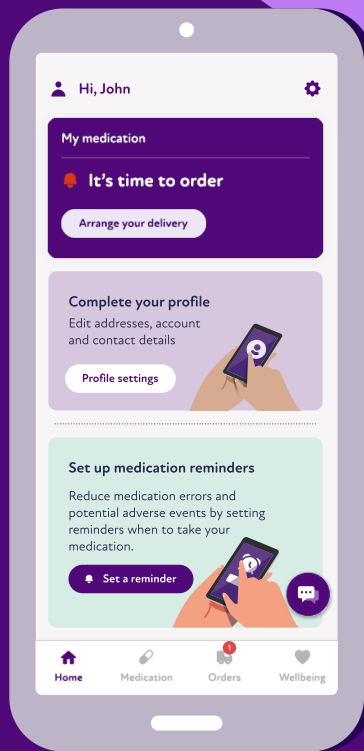 Hi, John
My medication
It's time to order
Arrange your delivery
Complete your profile
Edit addresses, account
and contact details
Profile settings
Set up medication reminders
Reduce medication errors and
potential adverse events by setting
reminders when to take your
medication.
Set a reminder
1
Home
Medication
Orders
Wellbeing